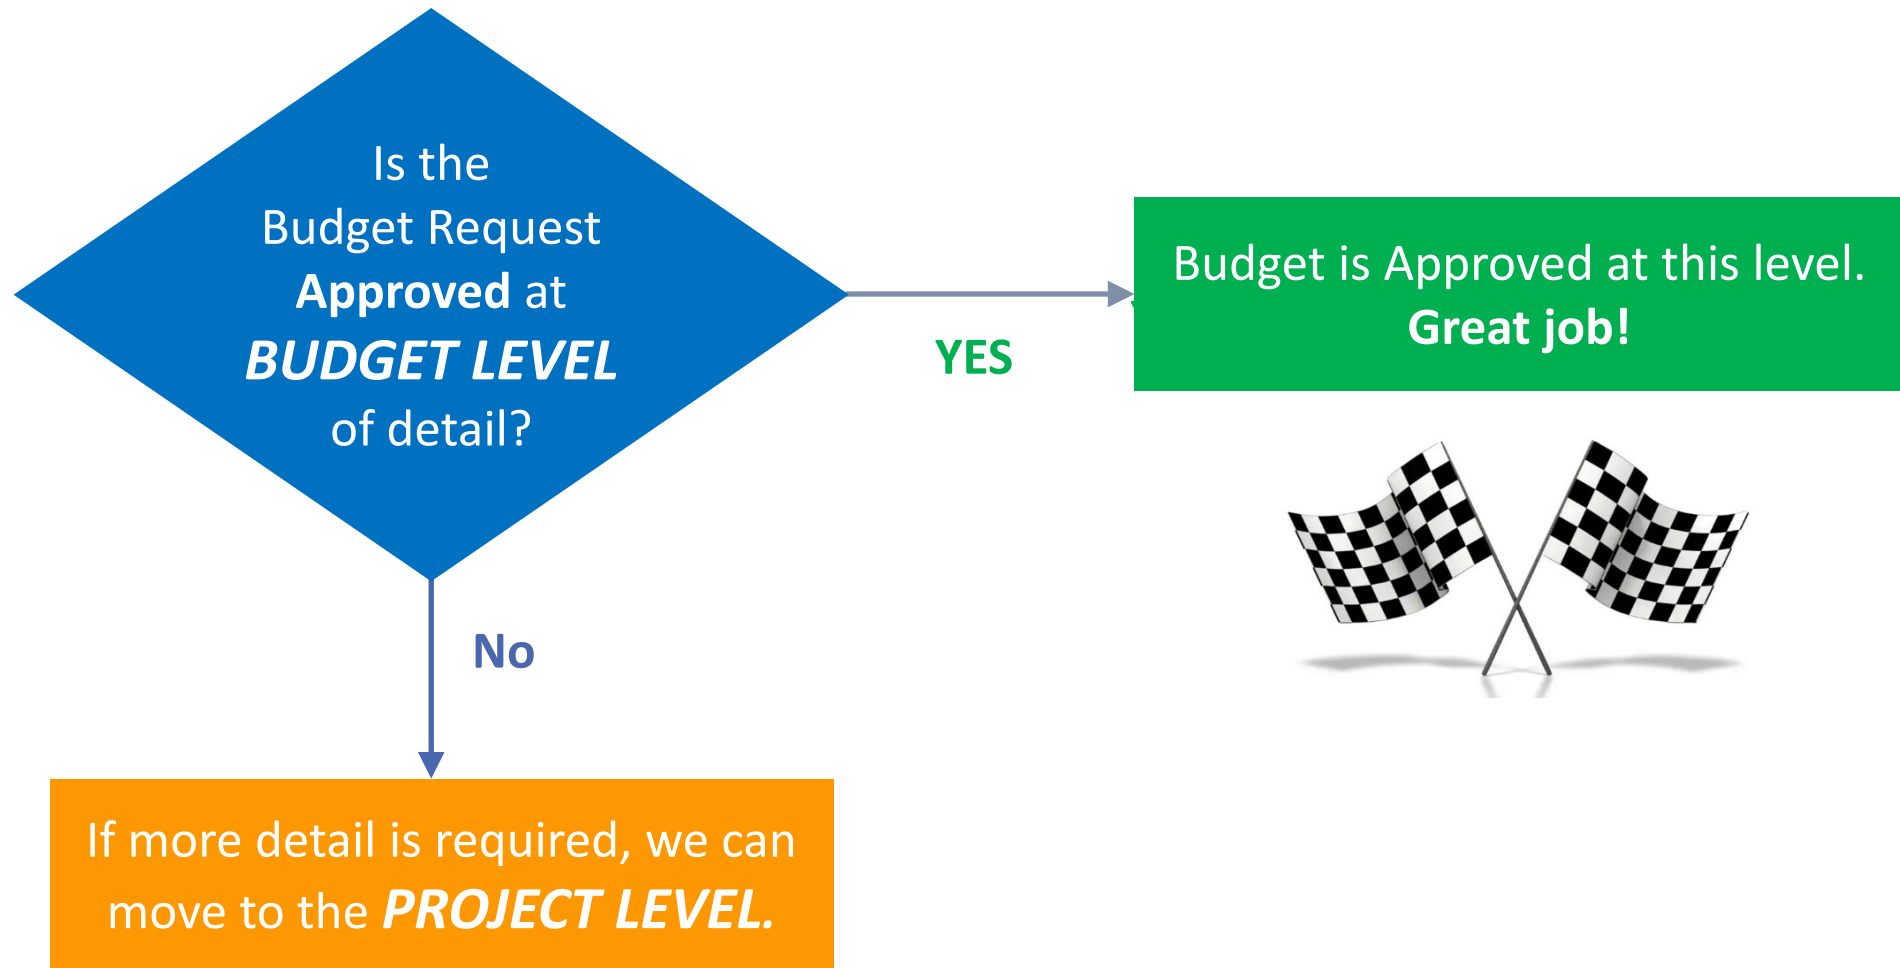 Is the
Budget Request
Approved at
BUDGET LEVEL
of detail?
YES
Budget is Approved at this level.
Great job!
No
If more detail is required, we can
move to the PROJECT LEVEL.